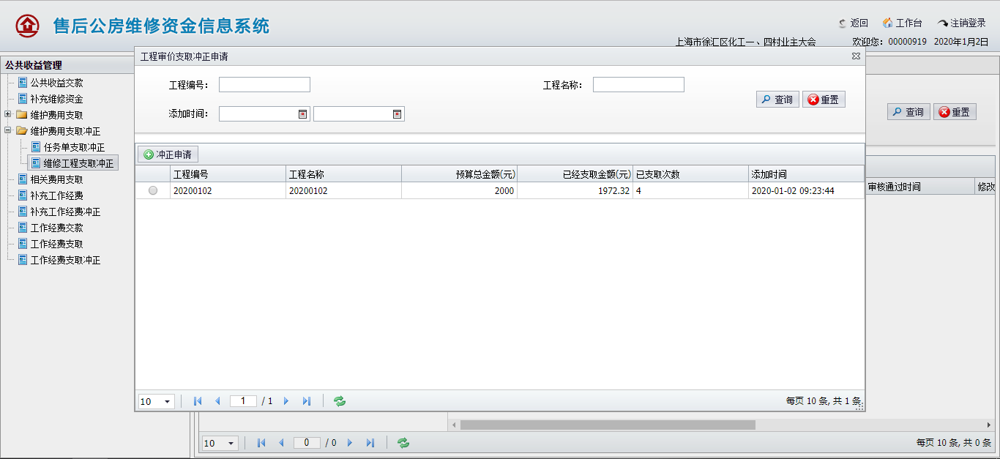 售后公房维修资金信息系统
返回 工作台 注销登录
上海市徐汇区化工一、四村业主大会 欢迎您: 00000919 2020年1月2日
公共收益管理
公共收益交款
补充维修资金
维护费用支取
维护费用支取冲正
任务单支取冲正
维修工程支取冲正
相关费用支取
补充工作经费
补充工作经费冲正
工作经费交款
工作经费支取
工作经费支取冲正
工程审价支取冲正申请
工程编号: 工程名称:
查询 重置
添加时间:
冲正申请
工程编号 工程名称 预算总金额(元) 已经支取金额(元) 已支取次数 添加时间
20200102 20200102 2000 1972.32 4 2020-01-02 09:23:44
10 1 / 1 每页 10 条, 共 1 条
查询 重置
审核通过时间 修改
10 0 / 0 每页 10 条, 共 0 条